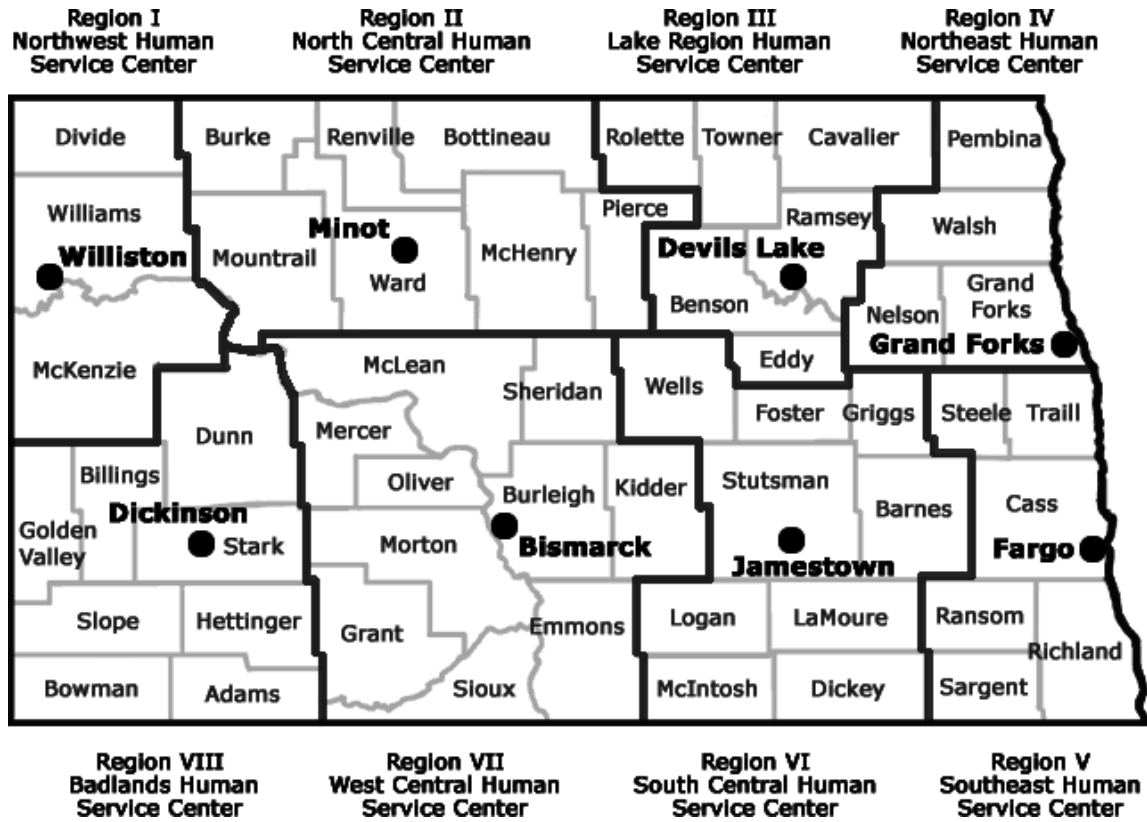 Region I
Northwest Human
Service Center
Region II
North Central Human
Service Center
Region III
Lake Region Human
Service Center
Region IV
Northeast Human
Service Center
Divide
Burke
Renville
Bottineau
Rolette
Towner
Cavalier
Pembina
Williams
Williston
Mountrail
Minot
Ward
McHenry
Pierce
Benson
Ramsey
Devils Lake
Walsh
Nelson
Grand
Forks
Grand Forks
McKenzie
Dunn
McLean
Sheridan
Wells
Eddy
Foster
Griggs
Steele
Traill
Billings
Golden
Valley
Dickinson
Stark
Mercer
Oliver
Morton
Burleigh
Bismarck
Kidder
Stutsman
Jamestown
Barnes
Cass
Fargo
Slope
Hettinger
Grant
Emmons
Logan
LaMoure
Ransom
Richland
Bowman
Adams
Sioux
McIntosh
Dickey
Sargent
Region VIII
Badlands Human
Service Center
Region VII
West Central Human
Service Center
Region VI
South Central Human
Service Center
Region V
Southeast Human
Service Center